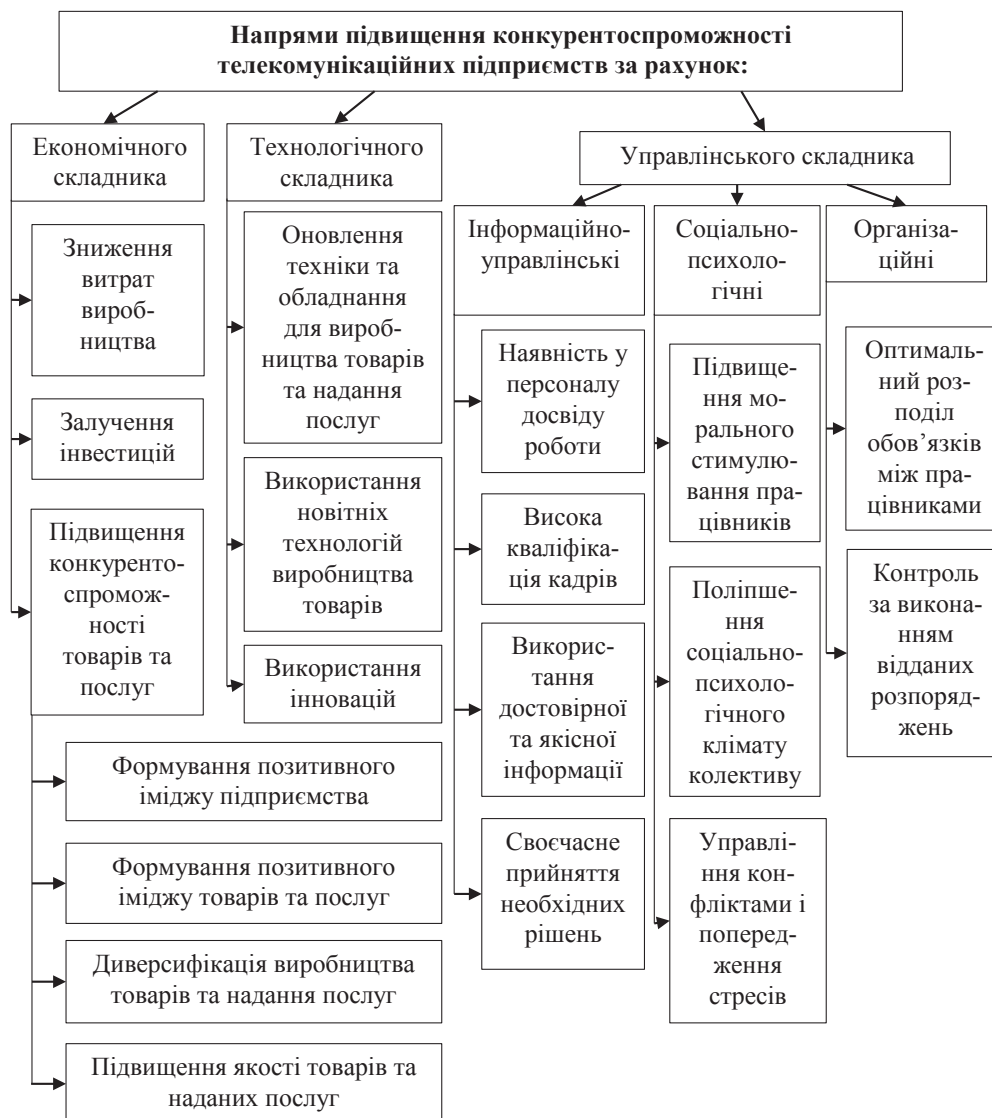 Напрями підвищення конкурентоспроможності
телекомунікаційних підприємств за рахунок:
Економічного
складника
Зниження
витрат
вироб-
ництва
Залучення
інвестицій
Підвищення
конкуренто-
спромож-
ності
товарів та
послуг
Формування позитивного
іміджу підприємства
Формування позитивного
іміджу товарів та послуг
Диверсифікація виробництва
товарів та надання послуг
Підвищення якості товарів та
наданих послуг
Технологічного
складника
Оновлення
техніки та
обладнання
для вироб-
ництва товарів
та надання
послуг
Використання
новітніх
технологій
виробництва
товарів
Використання
інновацій
Управлінського складника
Інформаційно-
управлінські
Наявність у
персоналу
досвіду
роботи
Висока
кваліфіка-
ція кадрів
Викорис-
тання
достовірної
та якісної
інформації
Своєчасне
прийняття
необхідних
рішень
Соціально-
психоло-
гічні
Підвищен-
ня мо-
рального
стимулю-
вання пра-
цівників
Поліпше-
ння
соціально-
психоло-
гічного
клімату
колективу
Управлі-
ння кон-
фліктами і
поперед-
ження
стресів
Організа-
ційні
Оптималь-
ний роз-
поділ
обов’язків
між пра-
цівниками
Контроль
за викон-
анням
відданих
розпоряд-
жень